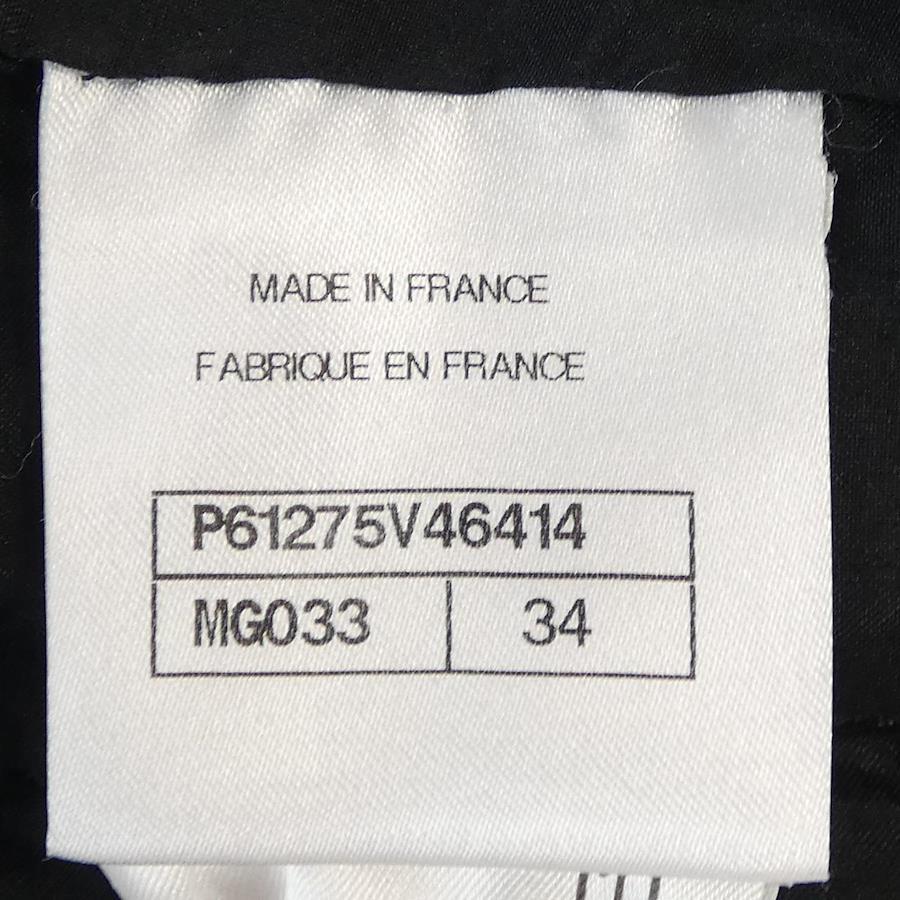 MADE IN FRANCE
FABRIQUE EN FRANCE
P61275V46414
MG033 34